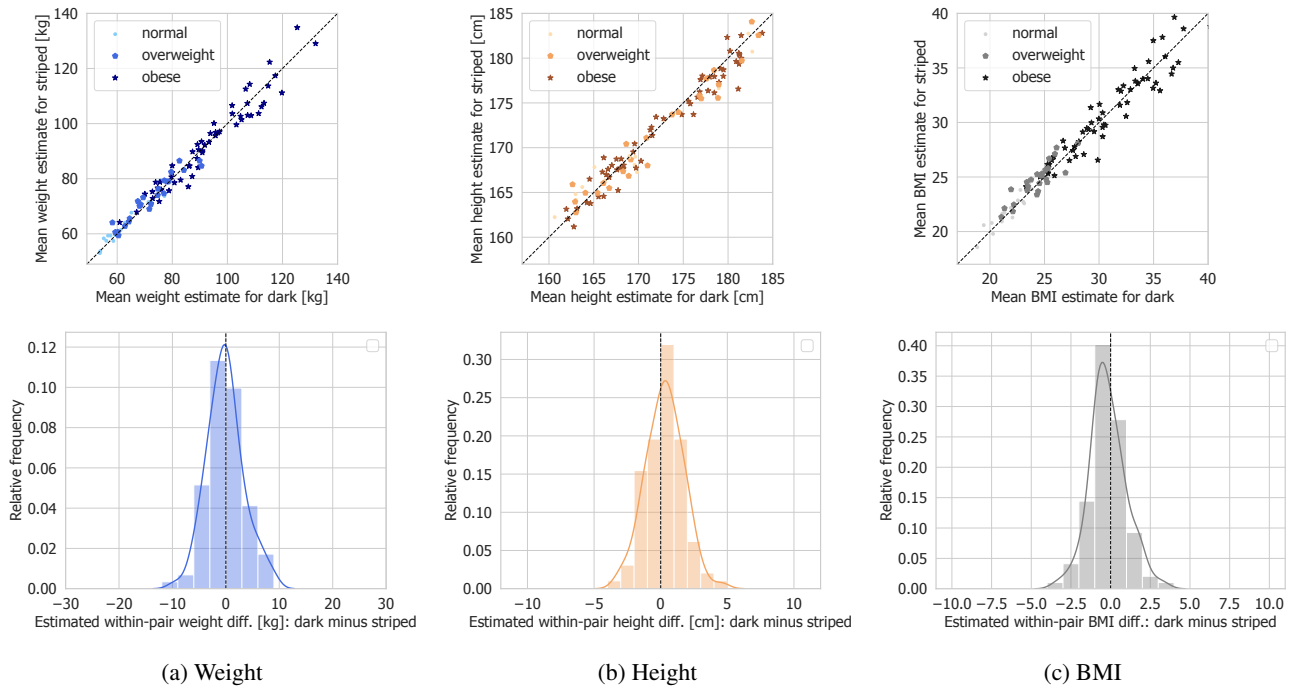 Mean weight estimate for striped [kg]
140
120
100
80
60
normal
overweight
obese
60 80 100 120 140
Mean weight estimate for dark [kg]
Mean height estimate for striped [cm]
185
180
175
170
165
160
normal
overweight
obese
160 165 170 175 180 185
Mean height estimate for dark [cm]
Mean BMI estimate for striped
40
35
30
25
20
normal
overweight
obese
20 25 30 35 40
Mean BMI estimate for dark
Relative frequency
0.12
0.10
0.08
0.06
0.04
0.02
0.00
−30 −20 −10 0 10 20 30
Estimated within-pair weight diff. [kg]: dark minus striped
Relative frequency
0.30
0.25
0.20
0.15
0.10
0.05
0.00
−10 −5 0 5 10
Estimated within-pair height diff. [cm]: dark minus striped
Relative frequency
0.40
0.35
0.30
0.25
0.20
0.15
0.10
0.05
0.00
−10.0 −7.5 −5.0 −2.5 0.0 2.5 5.0 7.5 10.0
Estimated within-pair BMI diff.: dark minus striped
(a) Weight
(b) Height
(c) BMI